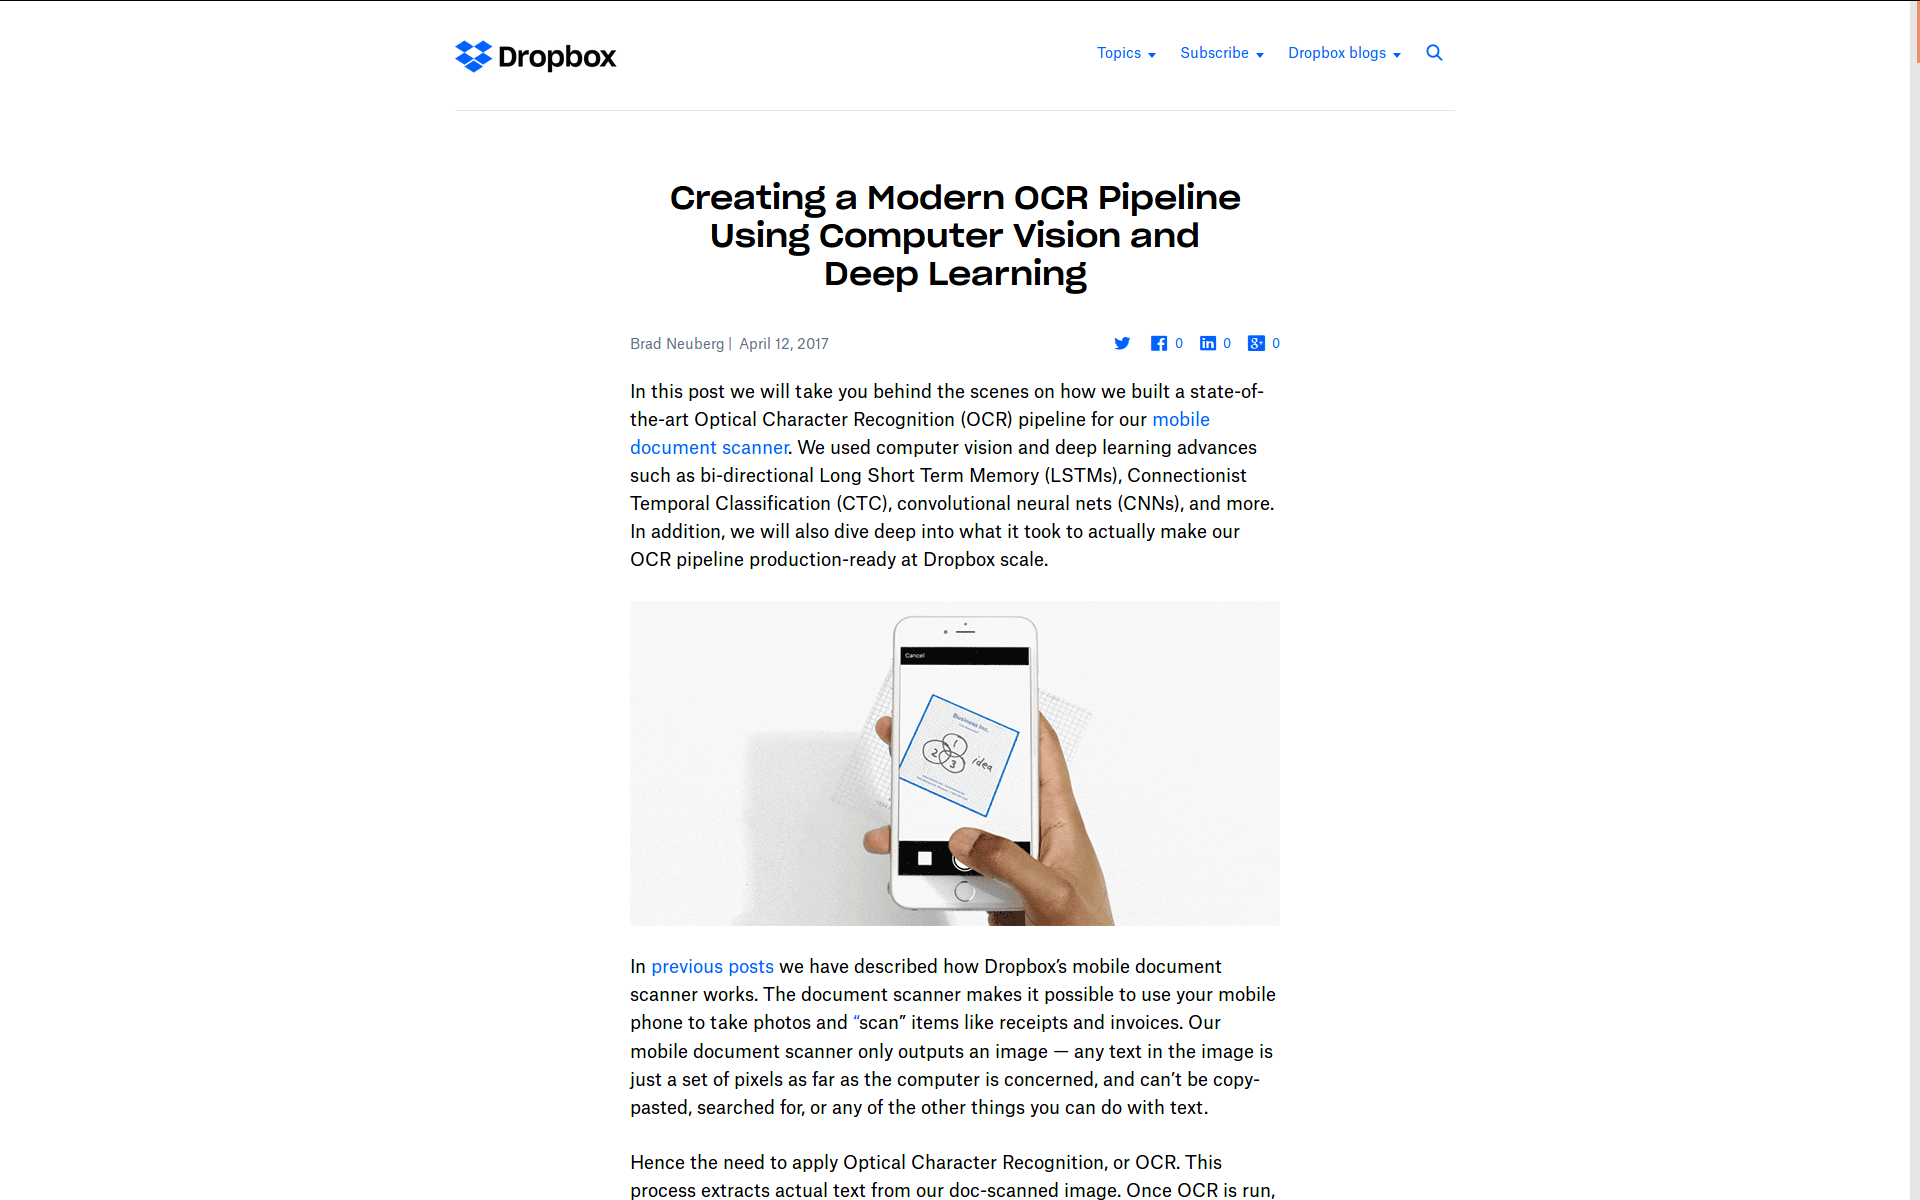 Dropbox
Topics
Subscribe
Dropbox blogs
Creating a Modern OCR Pipeline
Using Computer Vision and
Deep Learning
Brad Neuberg | April 12, 2017
0
0
0
In this post we will take you behind the scenes on how we built a state-of-
the-art Optical Character Recognition (OCR) pipeline for our mobile
document scanner. We used computer vision and deep learning advances
such as bi-directional Long Short Term Memory (LSTMs), Connectionist
Temporal Classification (CTC), convolutional neural nets (CNNs), and more.
In addition, we will also dive deep into what it took to actually make our
OCR pipeline production-ready at Dropbox scale.
Cancel
Business Inc.
1
2
3
idea
In previous posts we have described how Dropbox’s mobile document
scanner works. The document scanner makes it possible to use your mobile
phone to take photos and “scan” items like receipts and invoices. Our
mobile document scanner only outputs an image — any text in the image is
just a set of pixels as far as the computer is concerned, and can’t be copy-
pasted, searched for, or any of the other things you can do with text.
Hence the need to apply Optical Character Recognition, or OCR. This
process extracts actual text from our doc-scanned image. Once OCR is run,